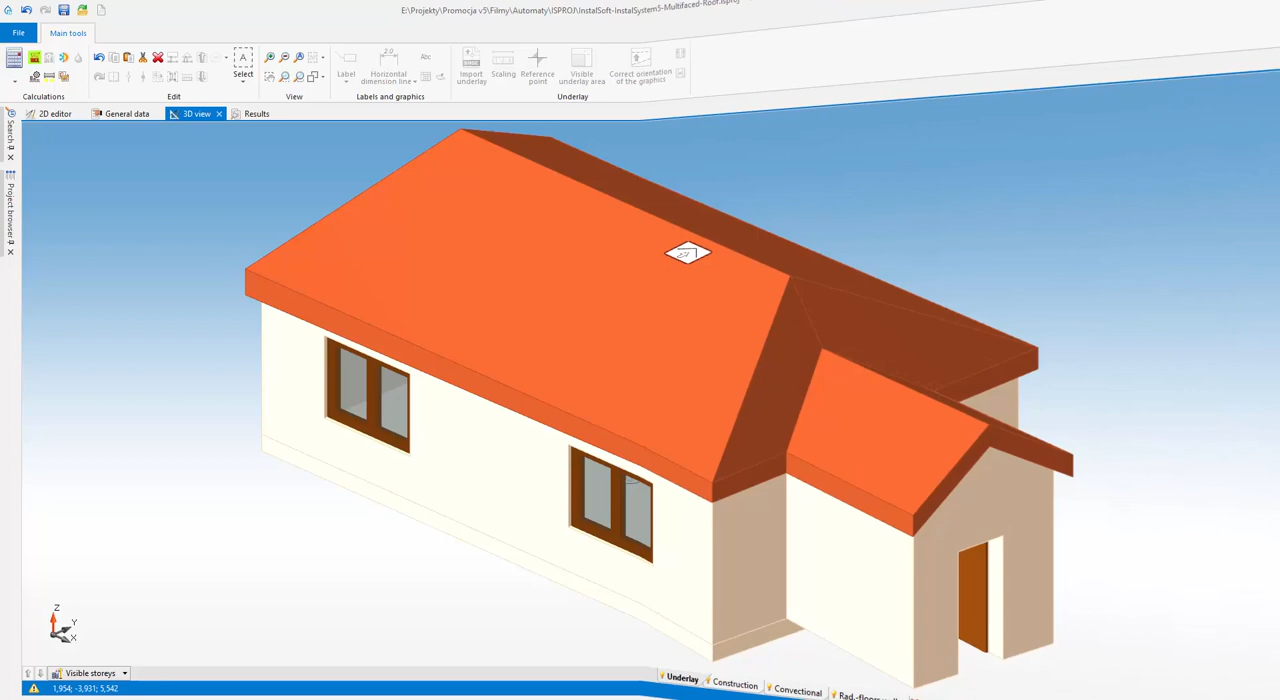 E:\Projekty\Promocja v5\Filmy\Automaty\ISPROJ\InstalSoft-InstalSystem5-Multifaced-Roof.isproj
File
Main tools
Select
Label
2.0
Horizontal
dimension line
Abc
Import
underlay
Scaling
Reference
point
Visible
underlay area
Correct orientation
of the graphics
Calculations
Edit
View
Labels and graphics
Underlay
2D editor
General data
3D view
Results
Search
Project browser
Z
Y
X
Visible storeys
Underlay
Construction
Convectional
1,954; -3,931; 5,542